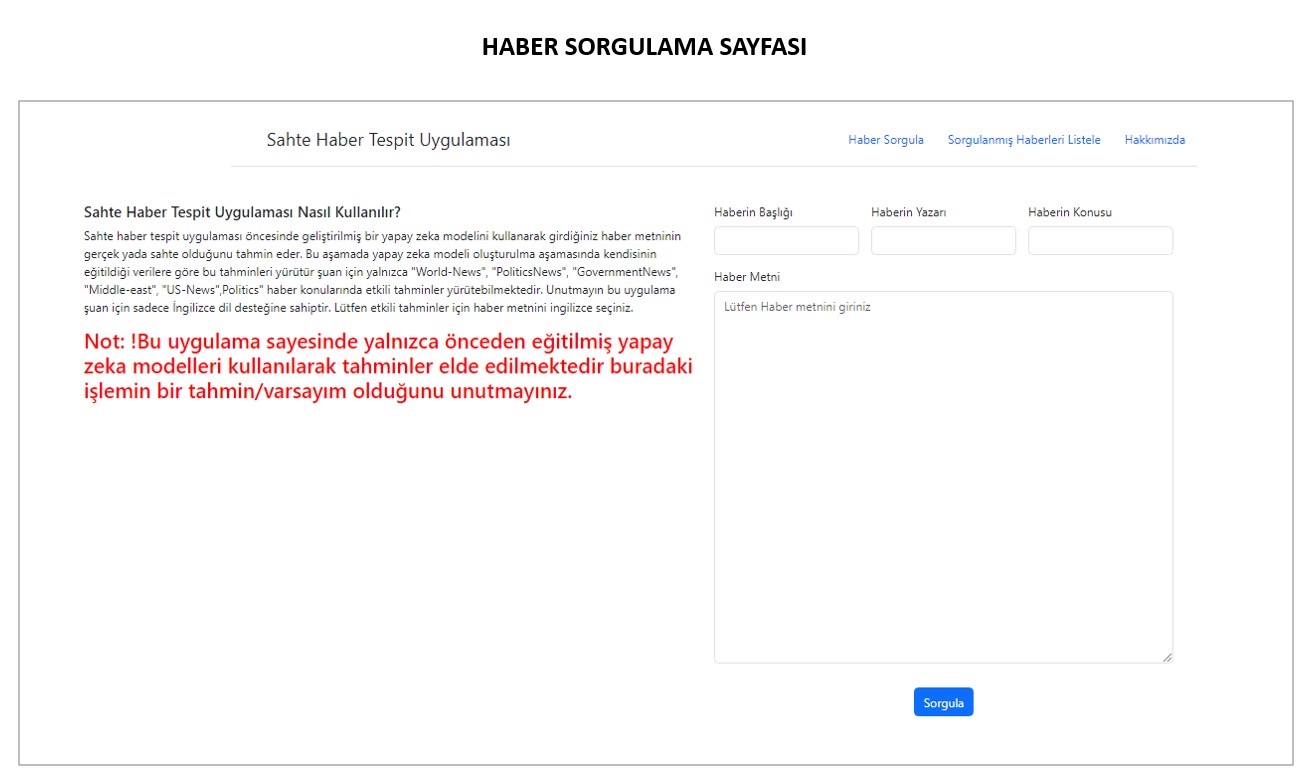 HABER SORGULAMA SAYFASI
Sahte Haber Tespit Uygulaması
Haber Sorgula
Sorgulanmış Haberleri Listele
Hakkımızda
Sahte Haber Tespit Uygulaması Nasıl Kullanılır?
Sahte haber tespit uygulaması öncesinde geliştirilmiş bir yapay zeka modelini kullanarak girdiğiniz haber metninin
gerçek yada sahte olduğunu tahmin eder. Bu aşamada yapay zeka modeli oluşturulma aşamasında kendisinin
eğitildiği verilere göre bu tahminleri yürütür şuan için yalnızca "World-News", "PoliticsNews", "GovernmentNews",
"Middle-east", "US-News",Politics" haber konularında etkili tahminler yürütebilmektedir. Unutmayın bu uygulama
şuan için sadece İngilizce dil desteğine sahiptir. Lütfen etkili tahminler için haber metnini ingilizce seçiniz.
Not: !Bu uygulama sayesinde yalnızca önceden eğitilmiş yapay
zeka modelleri kullanılarak tahminler elde edilmektedir buradaki
işlemin bir tahmin/varsayım olduğunu unutmayınız.
Haberin Başlığı
Haberin Yazarı
Haberin Konusu
Haber Metni
Lütfen Haber metnini giriniz
Sorgula